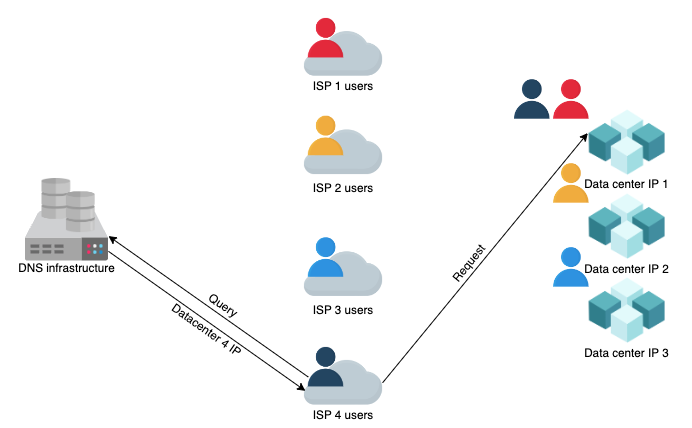 ISP 1 users
ISP 2 users
Data center IP 1
DNS infrastructure
Query
Datacenter 4 IP
Request
ISP 3 users
Data center IP 2
Data center IP 3
ISP 4 users